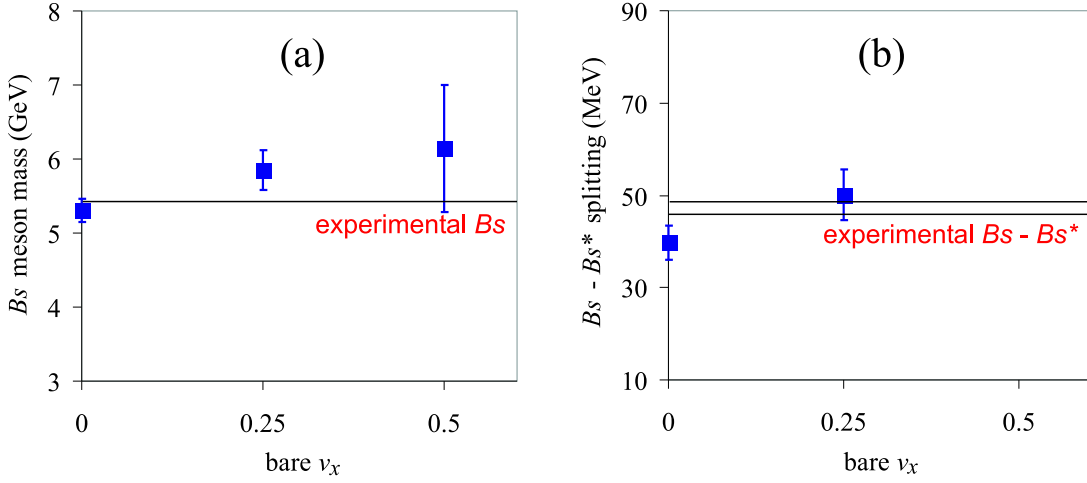 (a)
Bs meson mass (GeV)
8
7
6
5
4
3
experimental Bs
0
0.25
0.5
bare vₓ
(b)
Bs - Bs* splitting (MeV)
90
70
50
30
10
experimental Bs - Bs*
0
0.25
0.5
bare vₓ